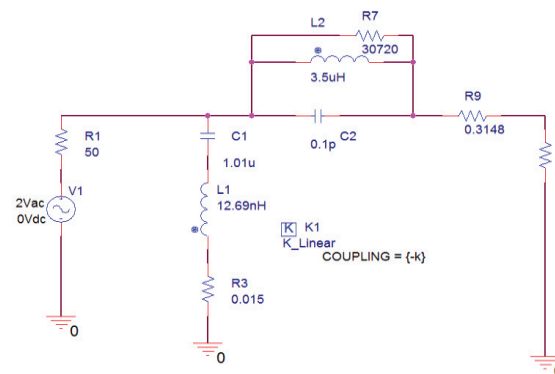 L2
R7
30720
3.5uH
R9
0.3148
C2
0.1p
C1
1.01u
R1
50
V1
2Vac
0Vdc
L1
12.69nH
K K1
K_Linear
COUPLING = {-k}
R3
0.015
0
0